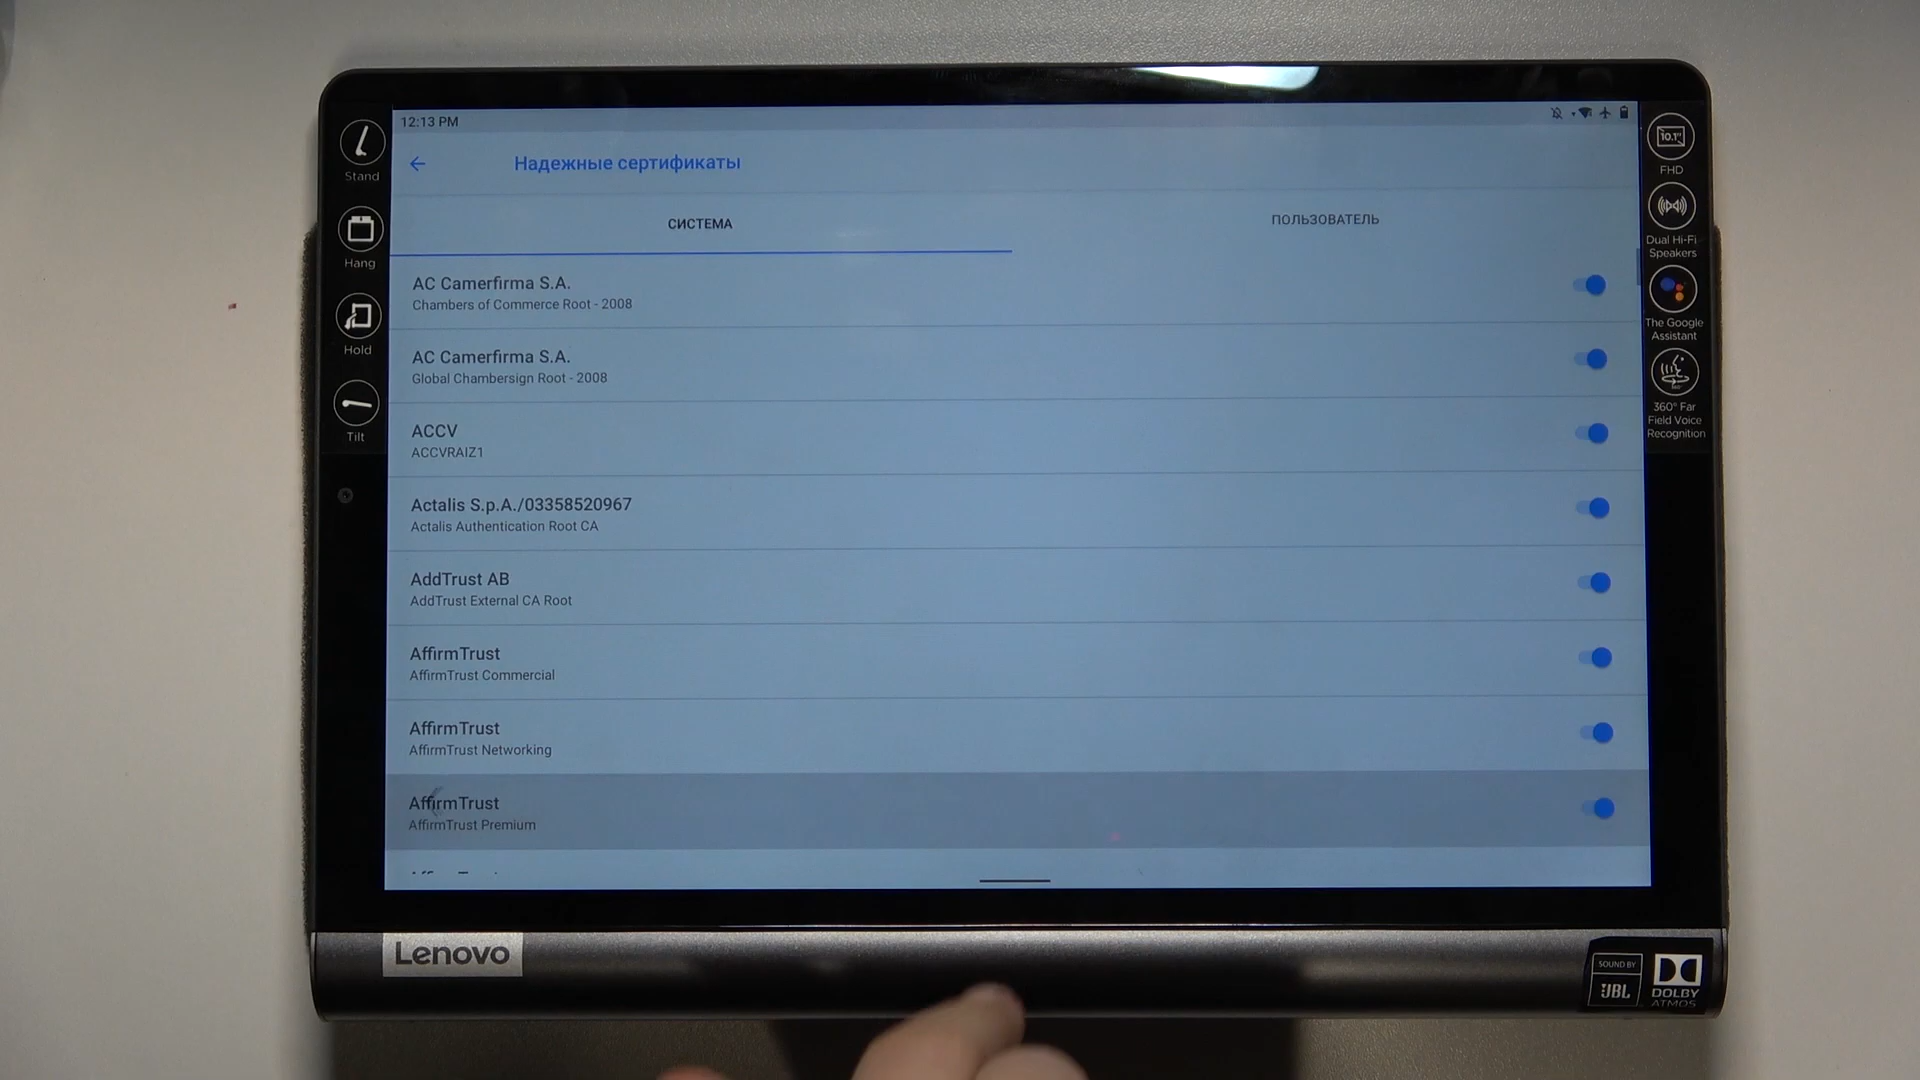 12:13 PM
Надежные сертификаты
СИСТЕМА
ПОЛЬЗОВАТЕЛЬ
AC Camerfirma S.A.
Chambers of Commerce Root - 2008
AC Camerfirma S.A.
Global Chambersign Root - 2008
ACCV
ACCVRAIZ1
Actalis S.p.A./03358520967
Actalis Authentication Root CA
AddTrust AB
AddTrust External CA Root
AffirmTrust
AffirmTrust Commercial
AffirmTrust
AffirmTrust Networking
AffirmTrust
AffirmTrust Premium
Stand
Hang
Hold
Tilt
10.1"
FHD
Dual Hi-Fi
Speakers
The Google
Assistant
360° Far
Field Voice
Recognition
Lenovo
SOUND BY
JBL
DOLBY
ATMOS